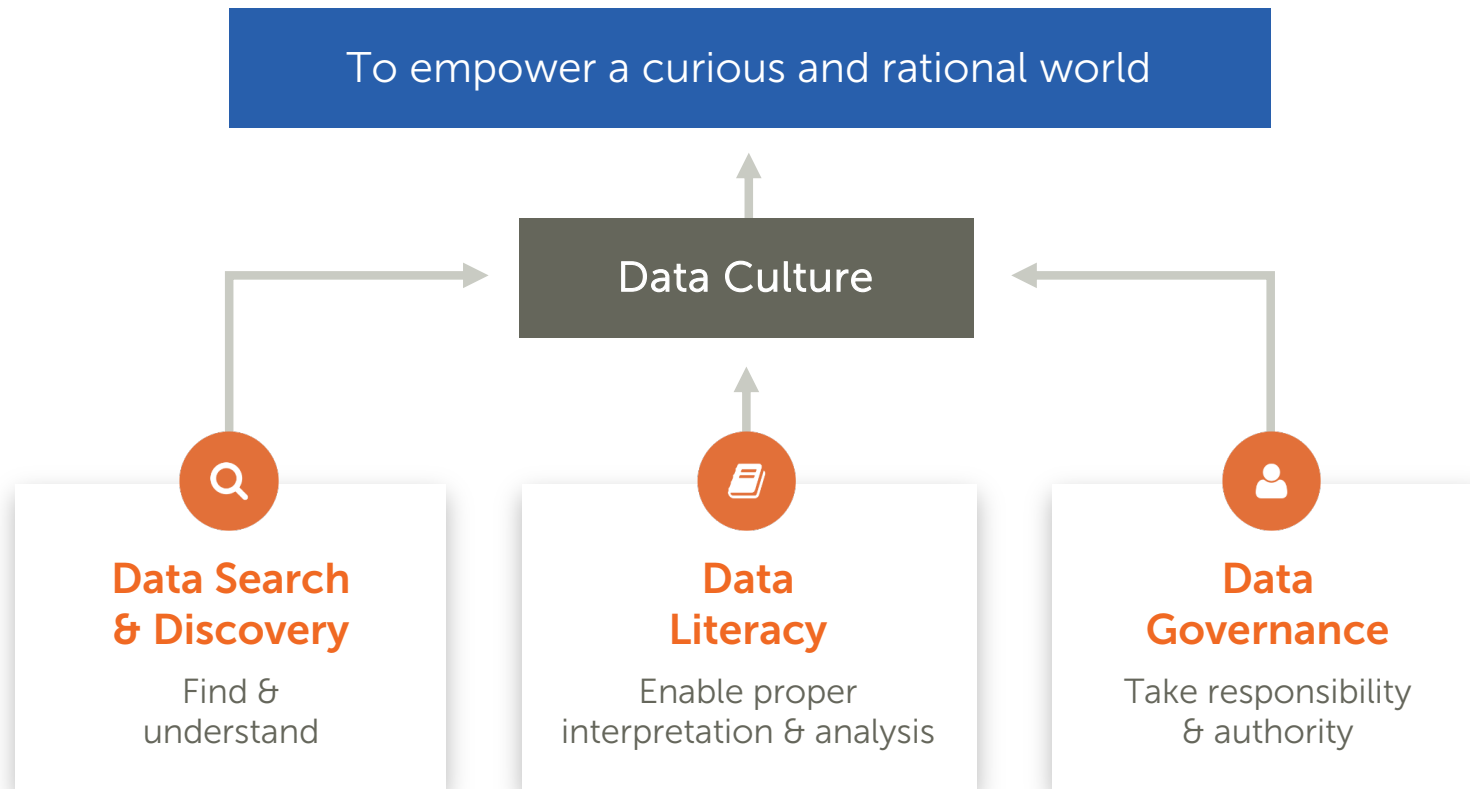 To empower a curious and rational world
Data Culture
Data Search
& Discovery
Find &
understand
Data
Literacy
Enable proper
interpretation & analysis
Data
Governance
Take responsibility
& authority